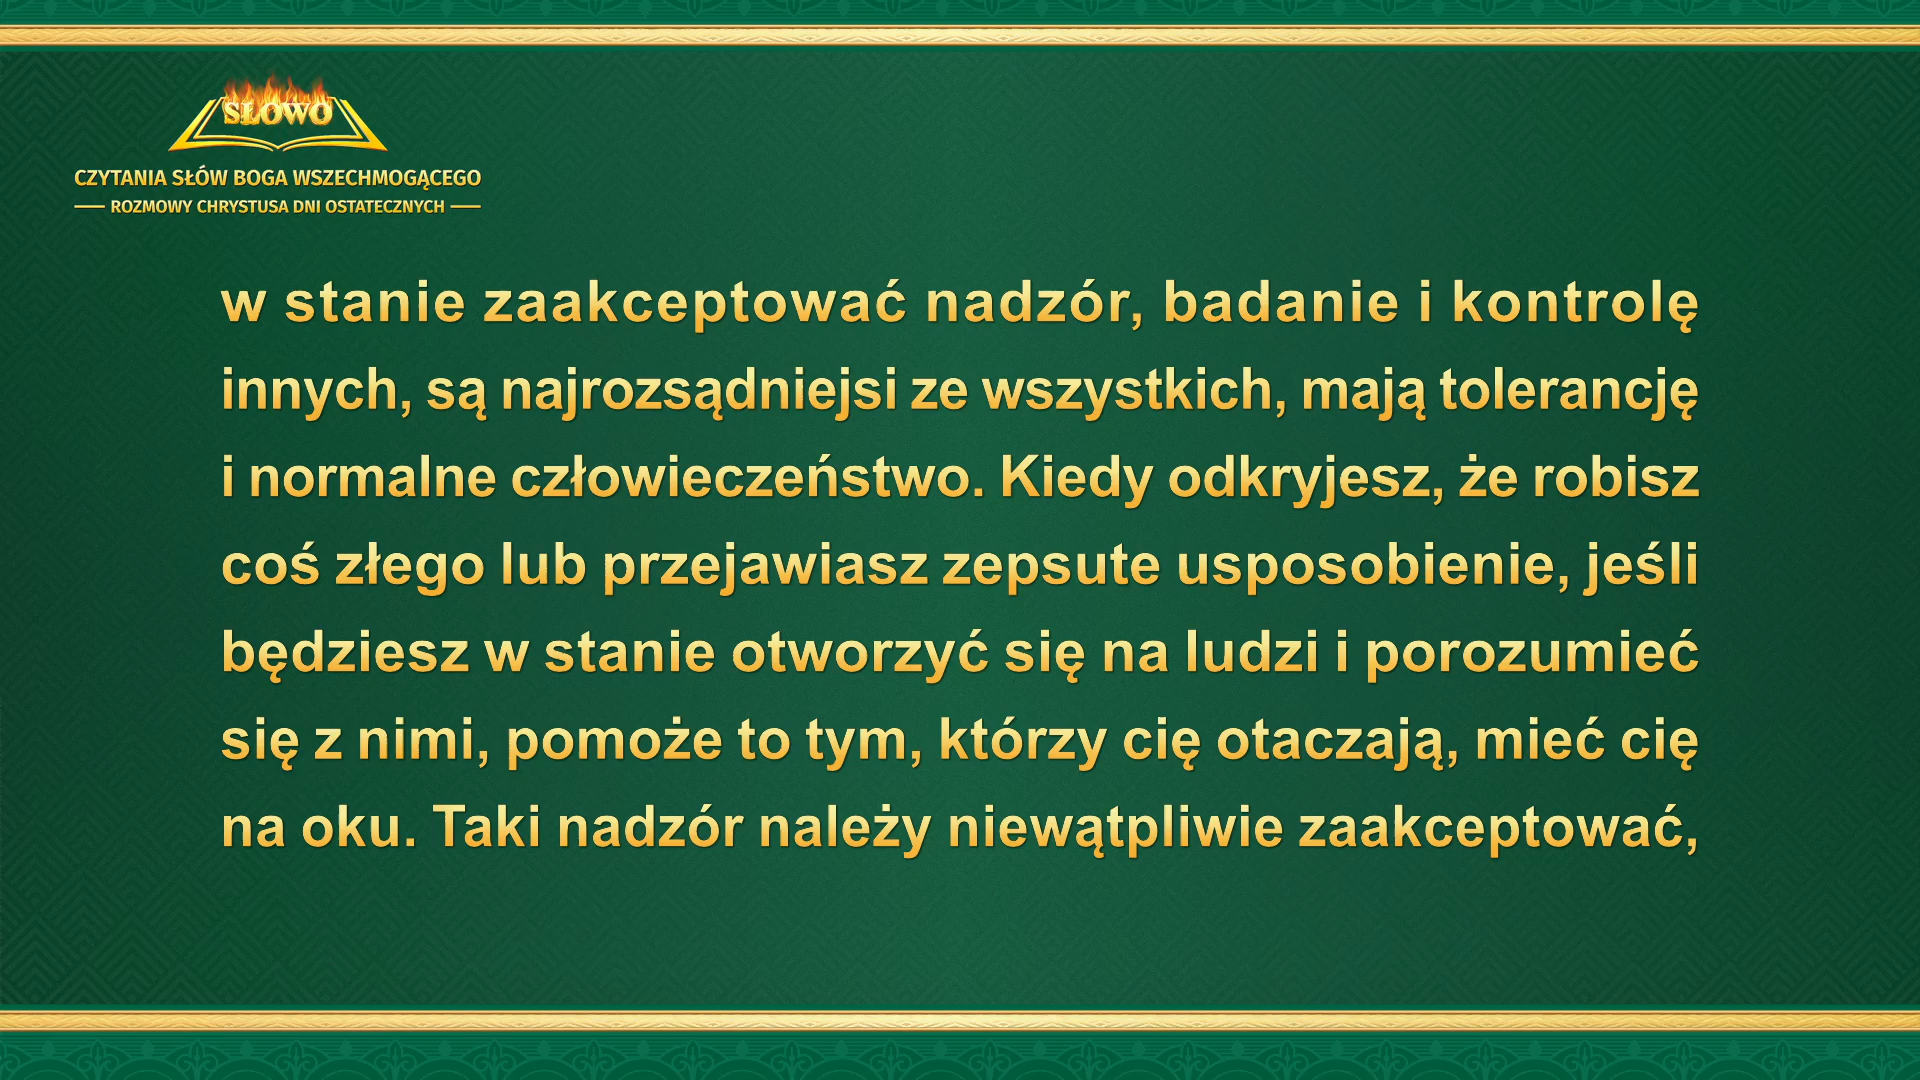 SŁOWO
CZYTANIA SŁÓW BOGA WSZECHMOGĄCEGO
ROZMOWY CHRYSTUSA DNI OSTATECZNYCH
w stanie zaakceptować nadzór, badanie i kontrolę
innych, są najrozsądniejsi ze wszystkich, mają tolerancję
i normalne człowieczeństwo. Kiedy odkryjesz, że robisz
coś złego lub przejawiasz zepsute usposobienie, jeśli
będziesz w stanie otworzyć się na ludzi i porozumieć
się z nimi, pomoże to tym, którzy cię otaczają, mieć cię
na oku. Taki nadzór należy niewątpliwie zaakceptować,